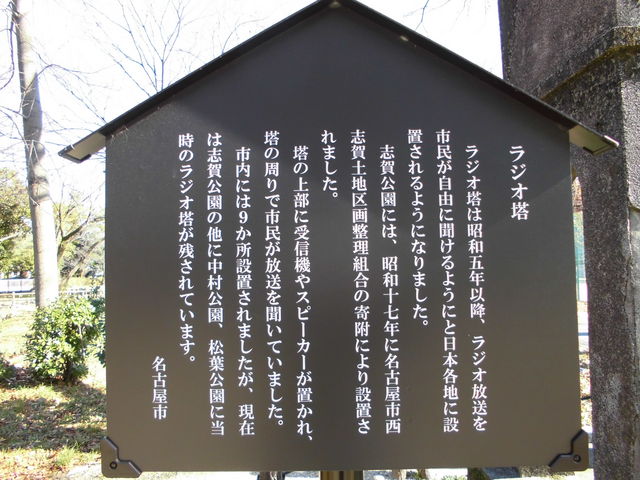 ラジオ塔
ラジオ塔は昭和五年以降、ラジオ放送を
市民が自由に聞けるようにと日本各地に設
置されるようになりました。
志賀公園には、昭和十七年に名古屋市西
志賀土地区画整理組合の寄附により設置さ
れました。
塔の上部に受信機やスピーカーが置かれ、
塔の周りで市民が放送を聞いていました。
市内には9か所設置されましたが、現在
は志賀公園の他に中村公園、松葉公園に当
時のラジオ塔が残されています。
名古屋市